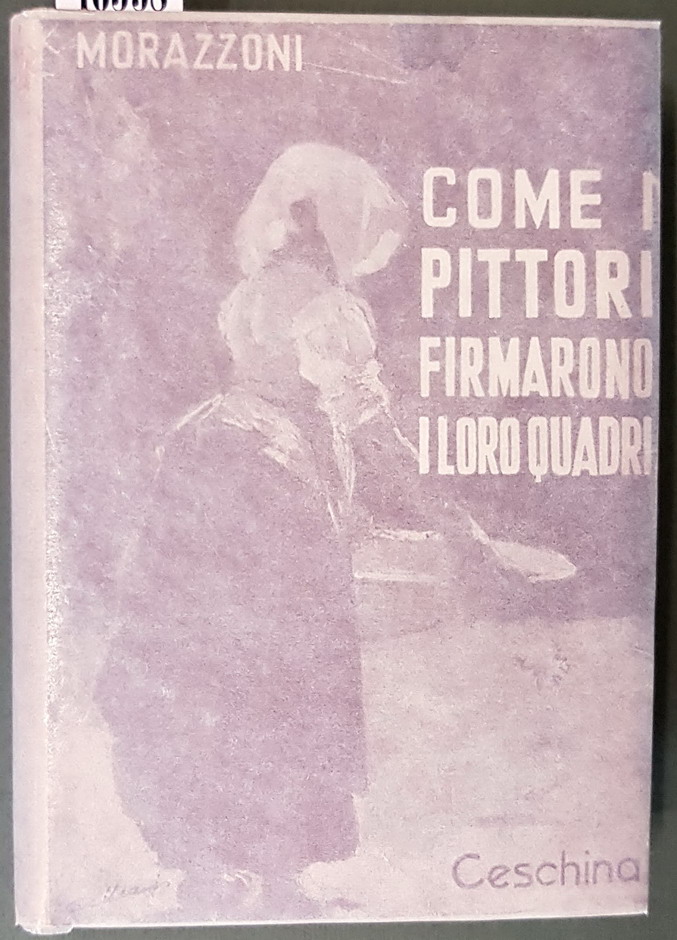 MORAZZONI
COME I
PITTORI
FIRMARONO
I LORO QUADRI
Ceschina